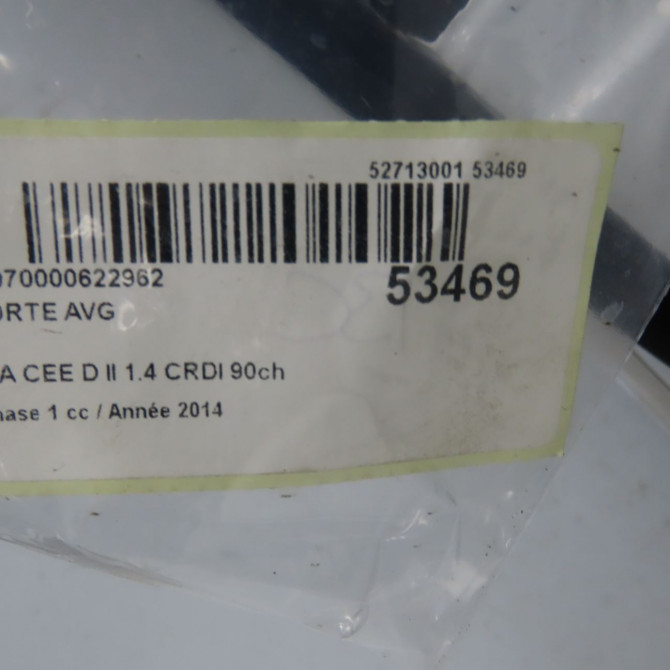 52713001 53469
070000622962
53469
ORTE AVG
A CEE D II 1.4 CRDI 90ch
hase 1 cc / Année 2014